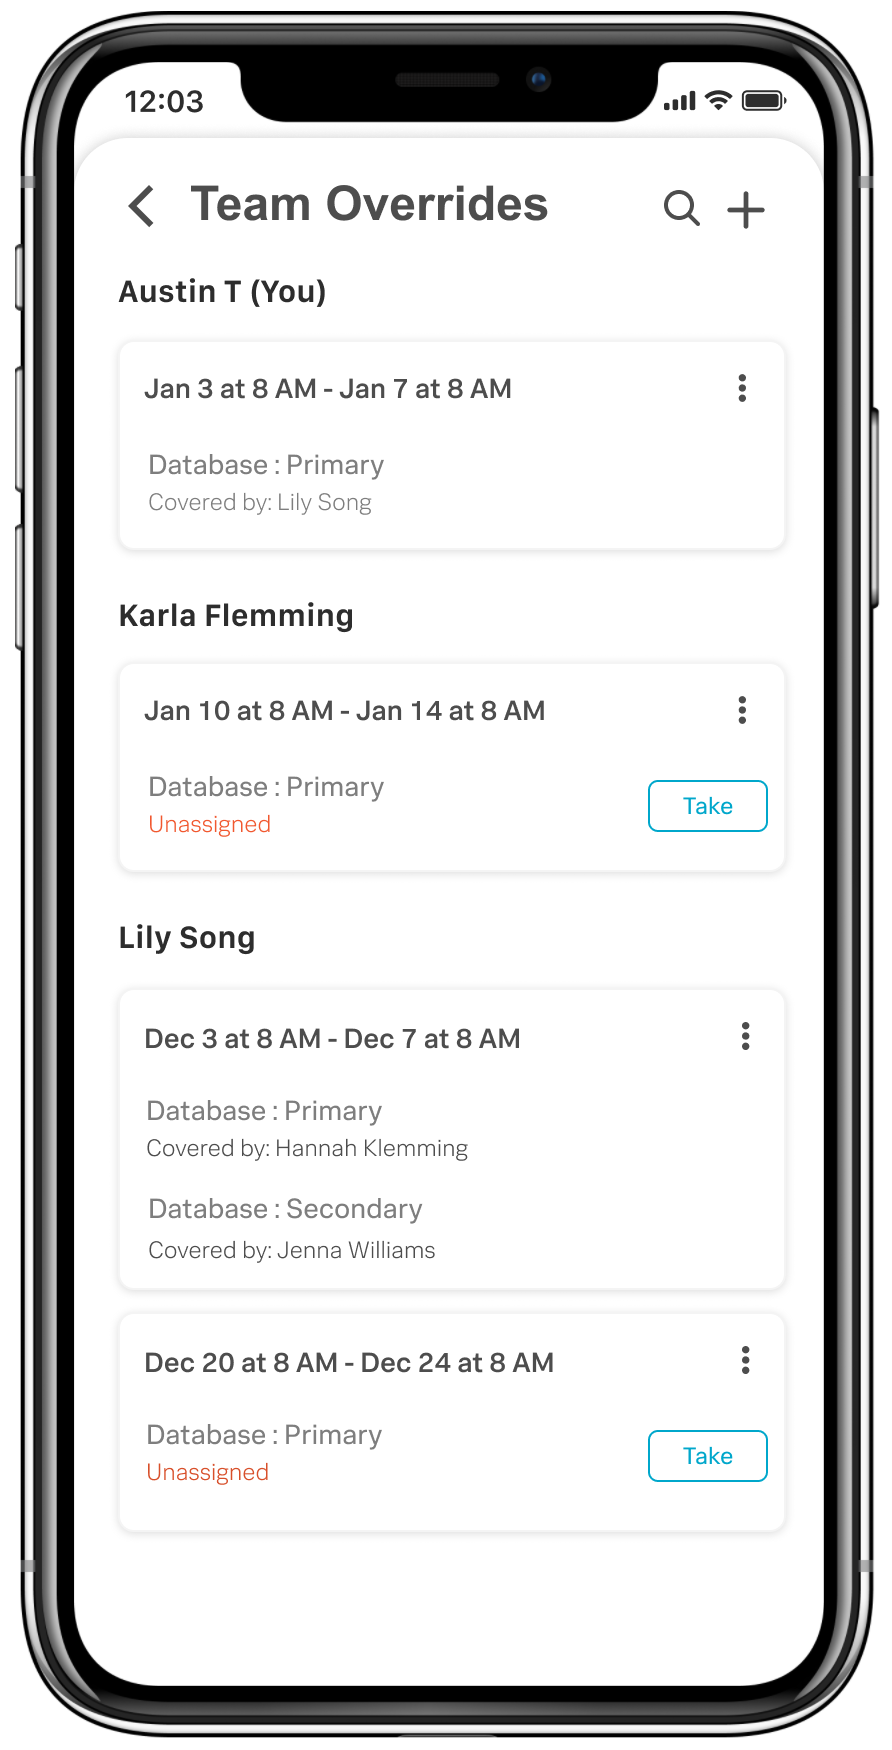 12:03
Team Overrides
Austin T (You)
Jan 3 at 8 AM - Jan 7 at 8 AM
Database : Primary
Covered by: Lily Song
Karla Flemming
Jan 10 at 8 AM - Jan 14 at 8 AM
Database : Primary
Unassigned
Take
Lily Song
Dec 3 at 8 AM - Dec 7 at 8 AM
Database : Primary
Covered by: Hannah Klemming
Database : Secondary
Covered by: Jenna Williams
Dec 20 at 8 AM - Dec 24 at 8 AM
Database : Primary
Unassigned
Take